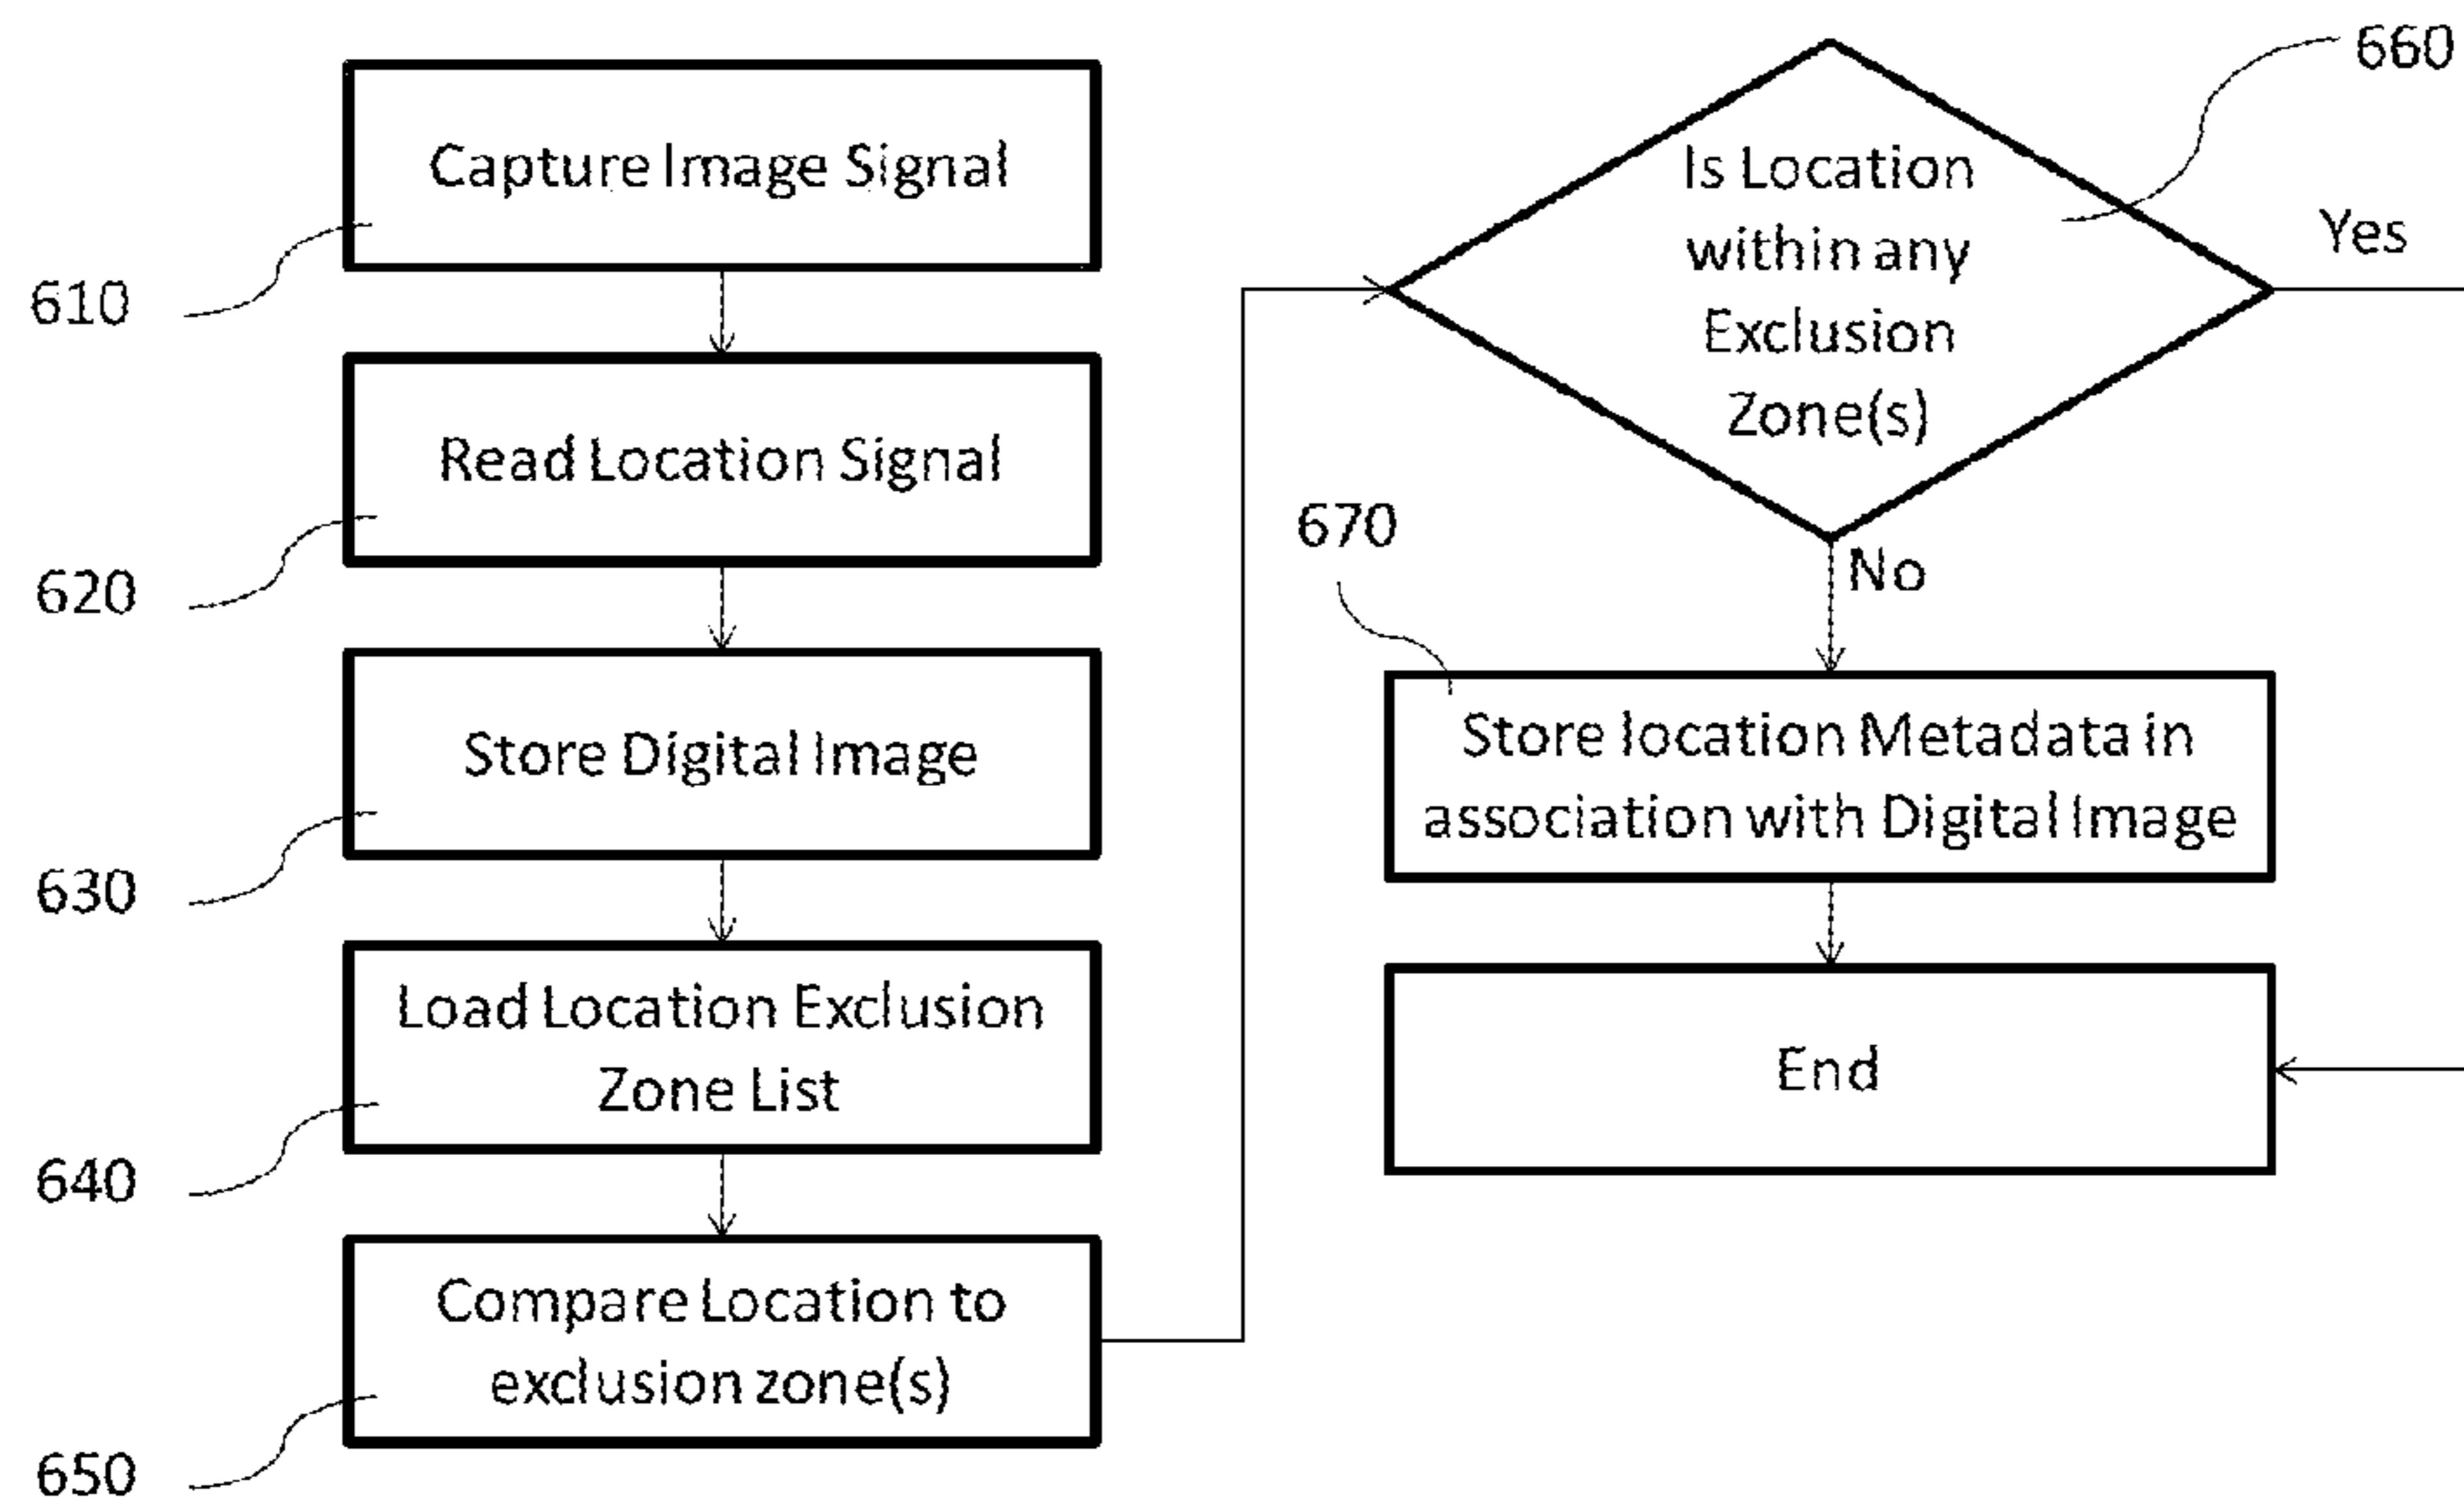 Capture Image Signal
610
Read Location Signal
620
Store Digital Image
630
Load Location Exclusion
Zone List
640
Compare Location to
exclusion zone(s)
650
660
Is Location
within any
Exclusion
Zone(s)
Yes
No
670
Store location Metadata in
association with Digital Image
End